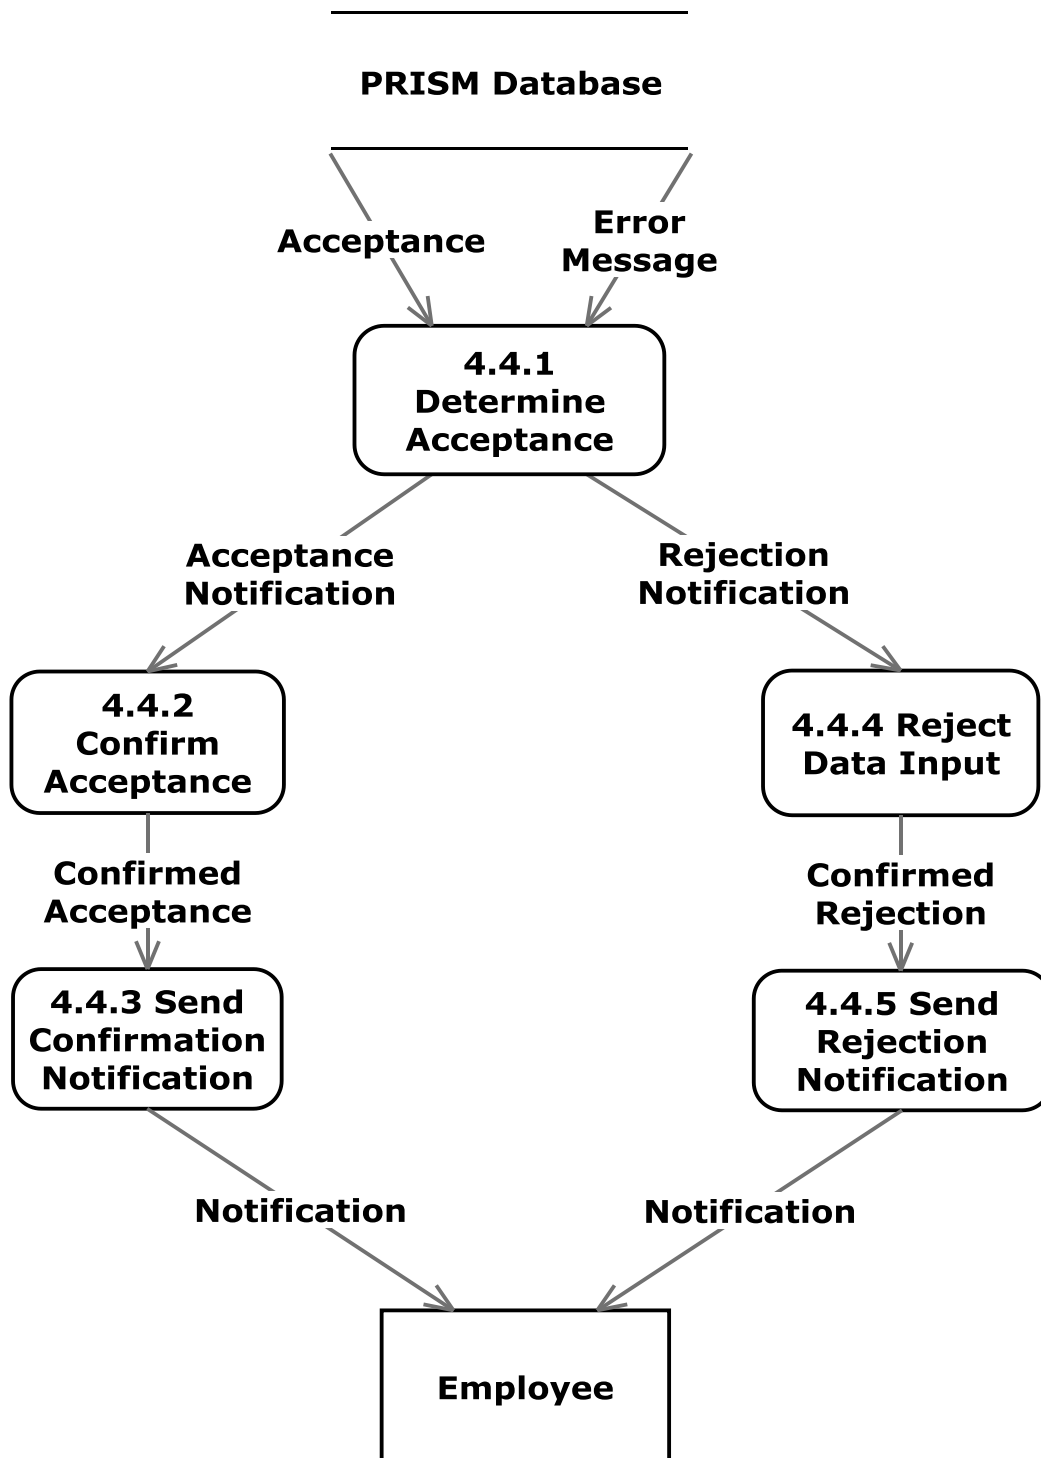 PRISM Database
Acceptance
Error
Message
4.4.1
Determine
Acceptance
Acceptance
Notification
Rejection
Notification
4.4.2
Confirm
Acceptance
4.4.4 Reject
Data Input
Confirmed
Acceptance
Confirmed
Rejection
4.4.3 Send
Confirmation
Notification
4.4.5 Send
Rejection
Notification
Notification
Notification
Employee